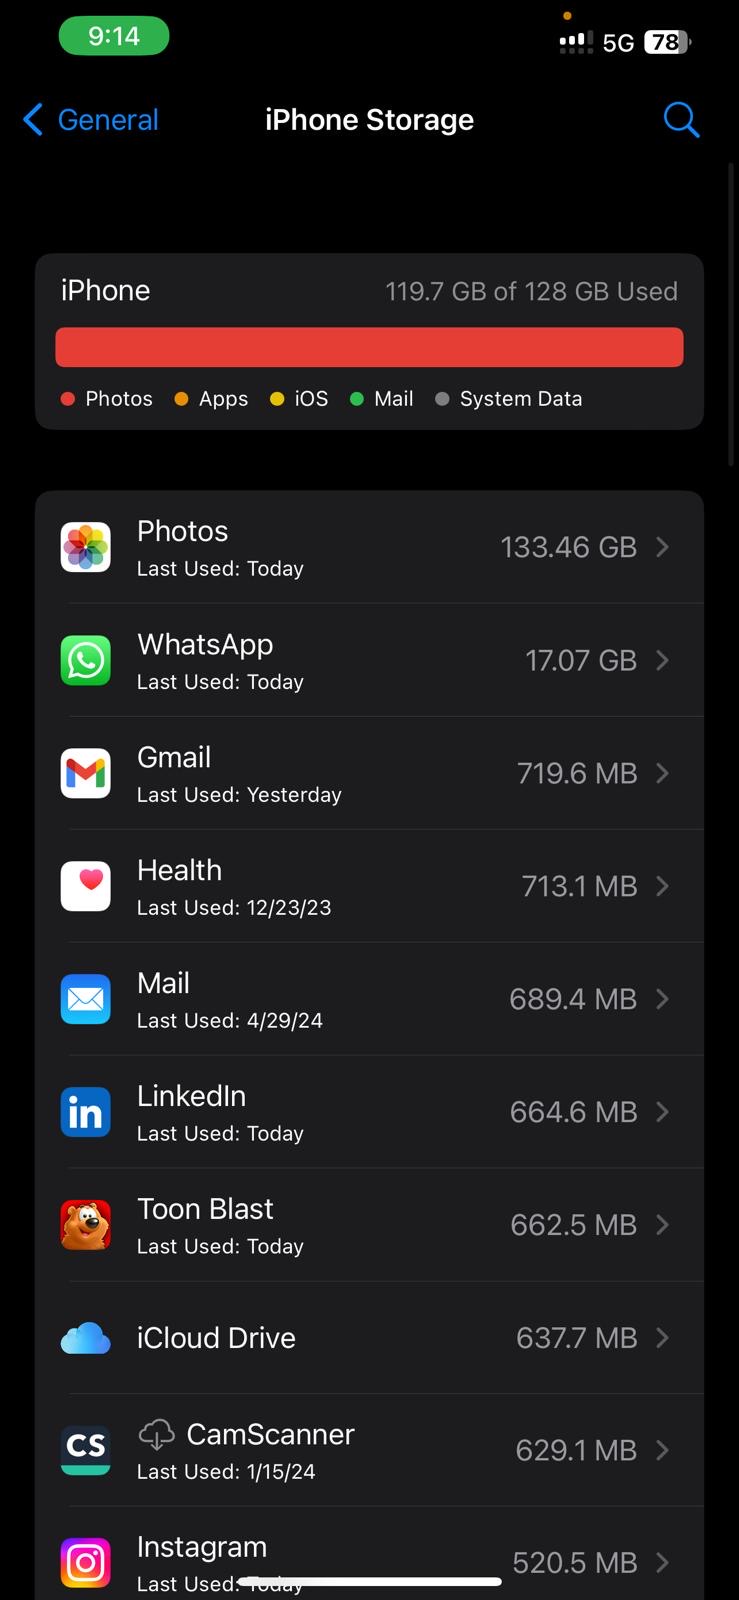 9:14
5G 78
General
iPhone Storage
iPhone
119.7 GB of 128 GB Used
Photos Apps iOS Mail System Data
Photos
133.46 GB
Last Used: Today
WhatsApp
17.07 GB
Last Used: Today
Gmail
719.6 MB
Last Used: Yesterday
Health
713.1 MB
Last Used: 12/23/23
Mail
689.4 MB
Last Used: 4/29/24
in
LinkedIn
664.6 MB
Last Used: Today
Toon Blast
662.5 MB
Last Used: Today
iCloud Drive
637.7 MB
CS
CamScanner
629.1 MB
Last Used: 1/15/24
Instagram
520.5 MB
Last Used: Today